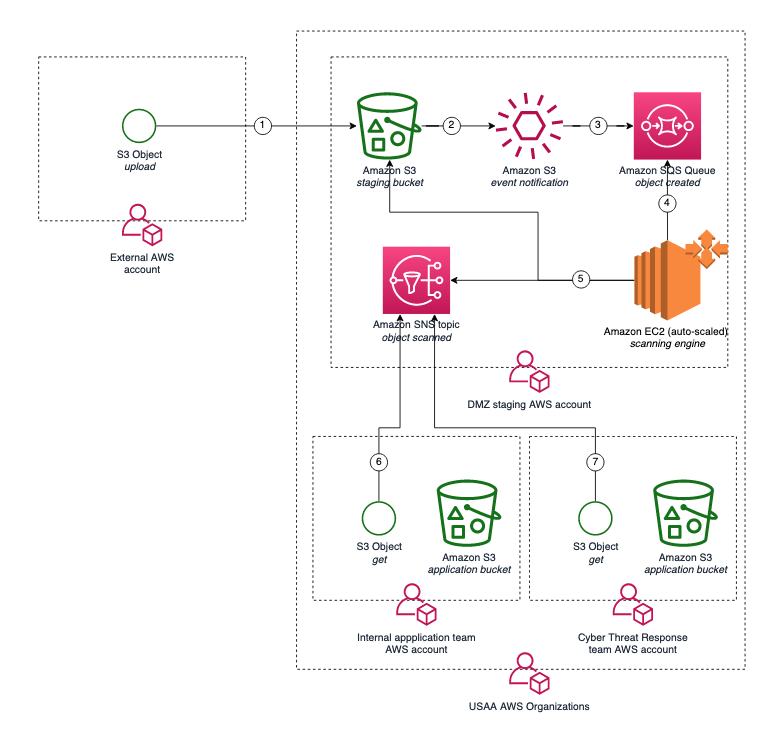 1
2
3
S3 Object
upload
Amazon S3
staging bucket
Amazon S3
event notification
Amazon SQS Queue
object created
4
External AWS
account
5
Amazon SNS topic
object scanned
Amazon EC2 (auto-scaled)
scanning engine
DMZ staging AWS account
6
7
S3 Object
get
Amazon S3
application bucket
S3 Object
get
Amazon S3
application bucket
Internal appplication team
AWS account
Cyber Threat Response
team AWS account
USAA AWS Organizations